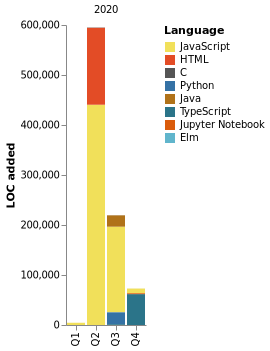 2020
Language
JavaScript
HTML
C
Python
Java
TypeScript
Jupyter Notebook
Elm
LOC added
600,000
500,000
400,000
300,000
200,000
100,000
0
Q1
Q2
Q3
Q4